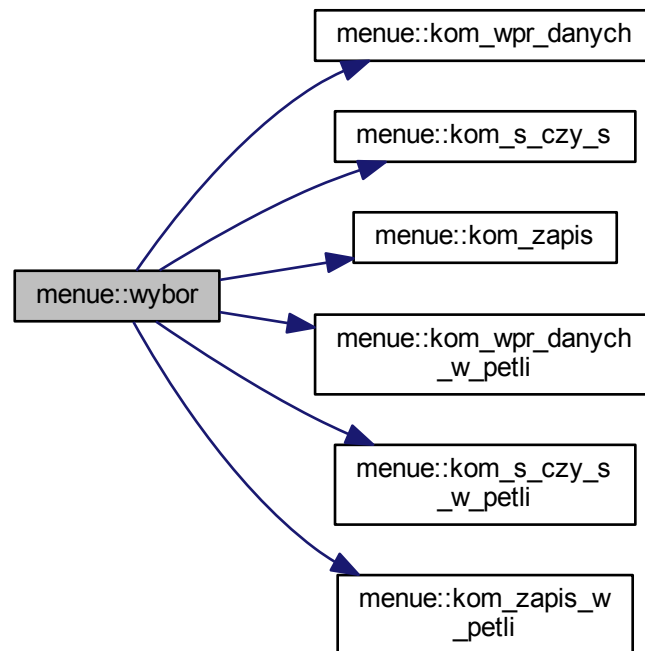 menue::kom_wpr_danych
menue::kom_s_czy_s
menue::kom_zapis
menue::wybor
menue::kom_wpr_danych
_w_petli
menue::kom_s_czy_s
_w_petli
menue::kom_zapis_w
_petli